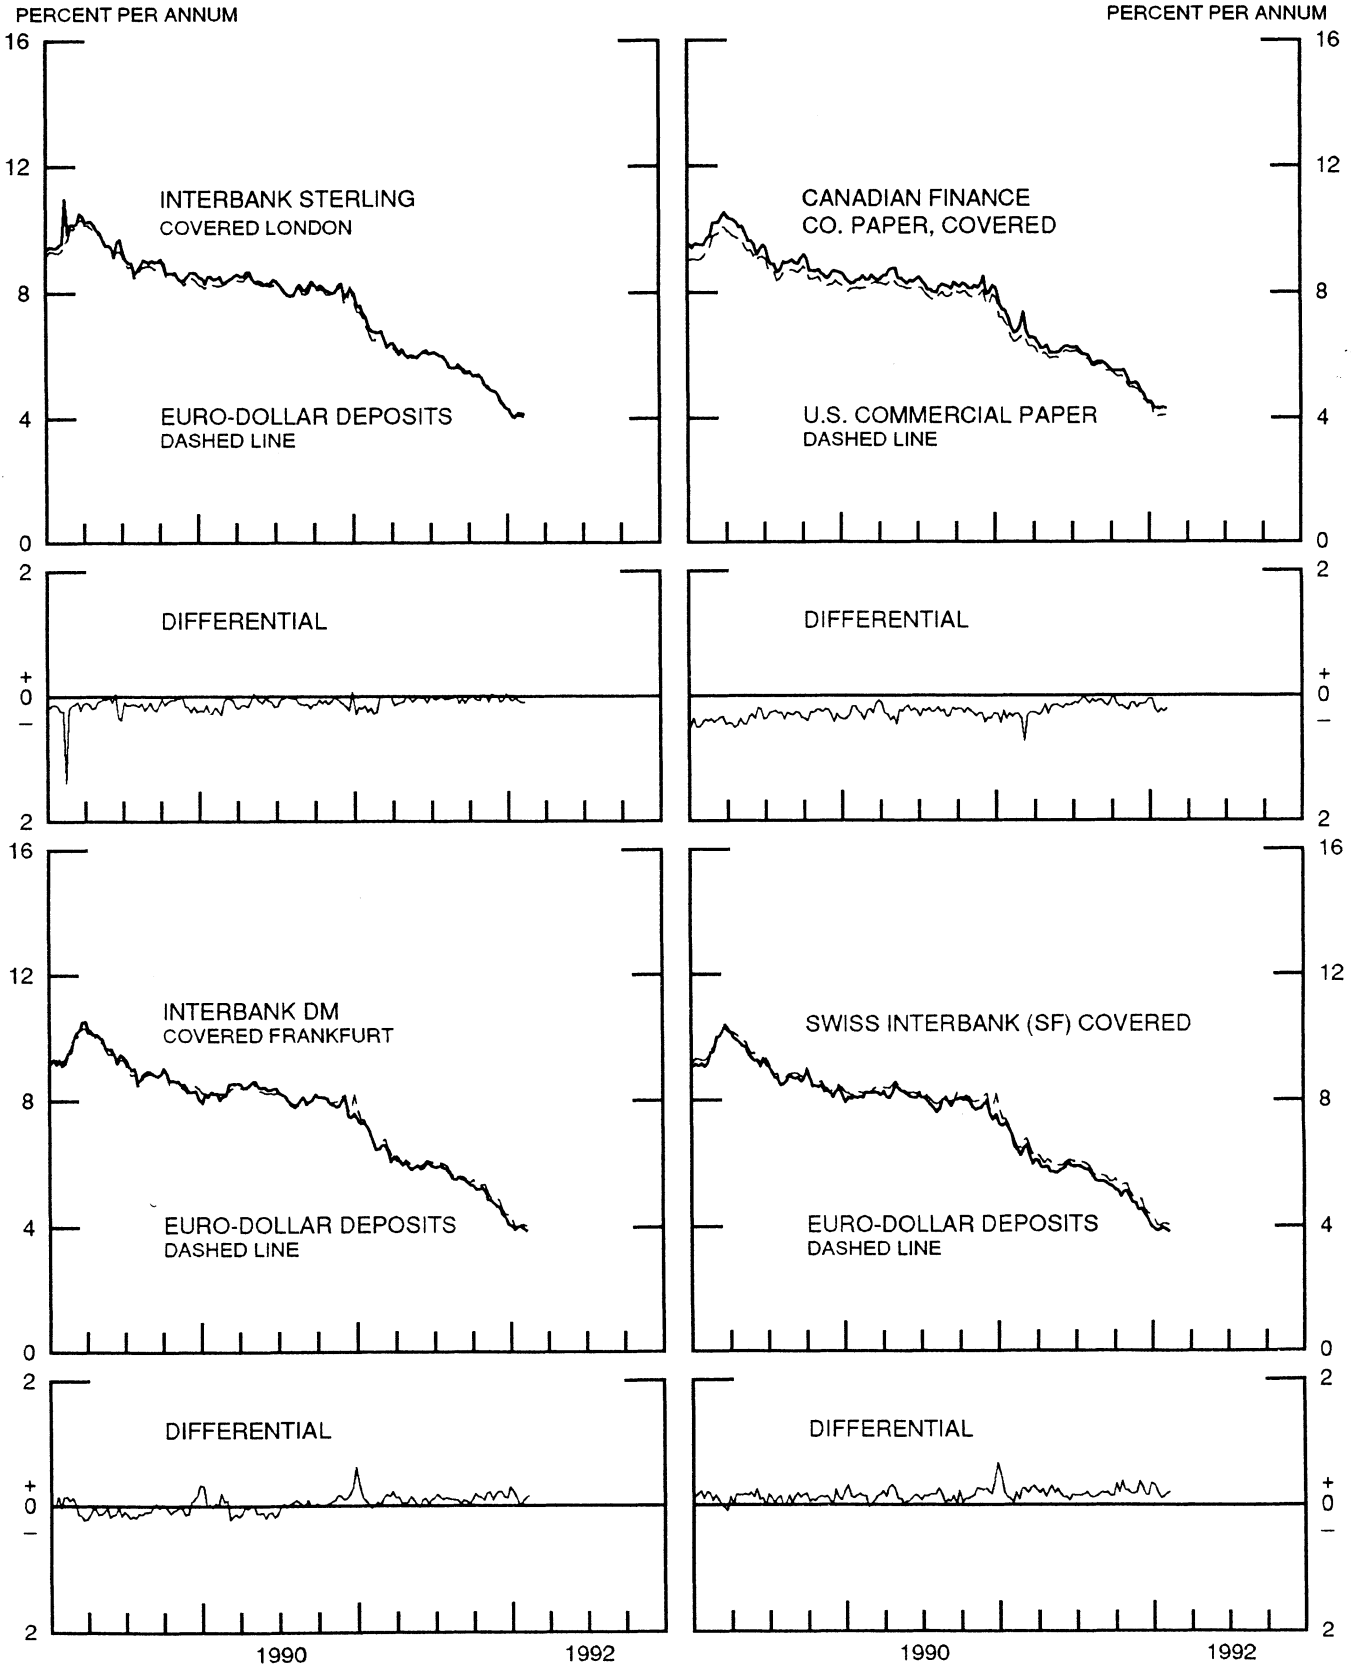 PERCENT PER ANNUM
PERCENT PER ANNUM
16
12
8
4
0
INTERBANK STERLING
COVERED LONDON
EURO-DOLLAR DEPOSITS
DASHED LINE
CANADIAN FINANCE
CO. PAPER, COVERED
U.S. COMMERCIAL PAPER
DASHED LINE
16
12
8
4
0
2
+
0
–
2
DIFFERENTIAL
DIFFERENTIAL
2
+
0
–
2
16
12
8
4
0
INTERBANK DM
COVERED FRANKFURT
EURO-DOLLAR DEPOSITS
DASHED LINE
SWISS INTERBANK (SF) COVERED
EURO-DOLLAR DEPOSITS
DASHED LINE
16
12
8
4
0
2
+
0
–
2
DIFFERENTIAL
DIFFERENTIAL
2
+
0
–
2
1990
1992
1990
1992